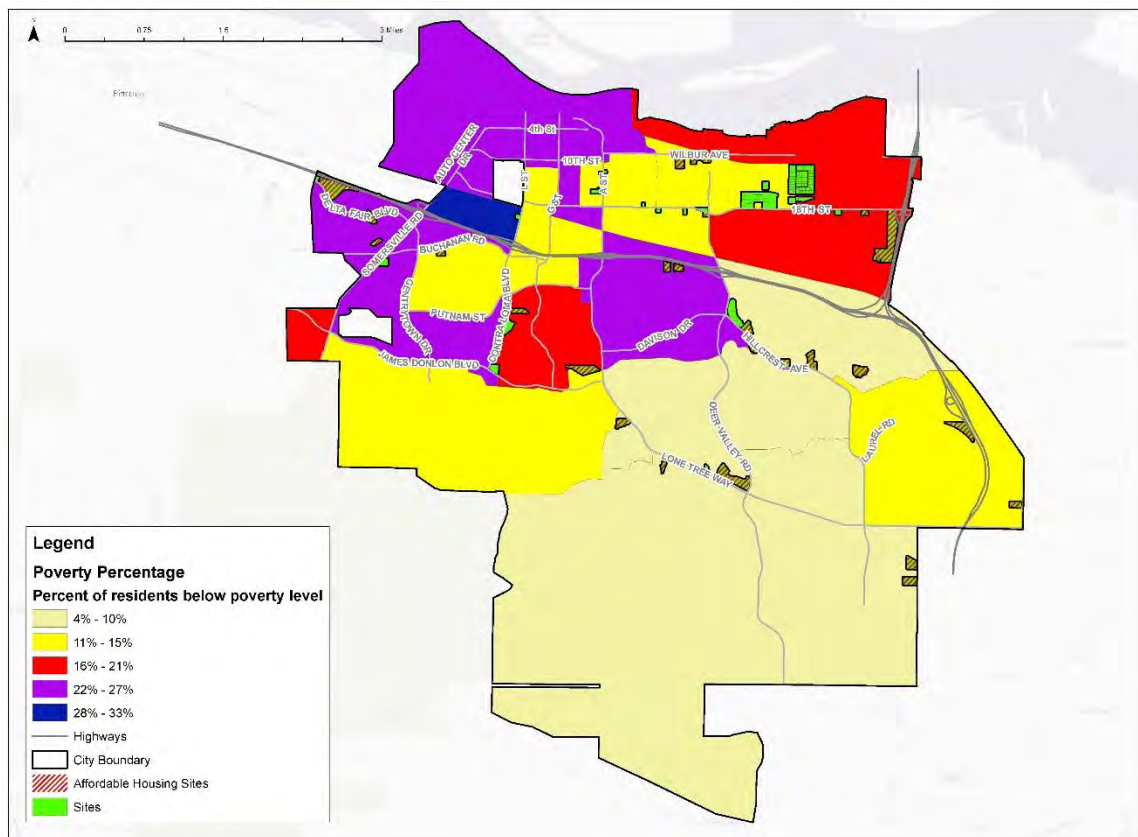 N
0 0.75 1.5 3 Miles
4th St
AUTO CENTER DR
10TH ST
WILBUR AVE
L ST
G ST
A ST
18TH ST
DELTA FAIR BLVD
SOMERSVILLE RD
BUCHANAN RD
GENTRYTOWN DR
CONTRA LOMA BLVD
PUTNAM ST
DAVISON DR
HILLCREST AVE
JAMES DONLON BLVD
DEER VALLEY RD
LAUREL RD
LONE TREE WAY
Legend
Poverty Percentage
Percent of residents below poverty level
4% - 10%
11% - 15%
16% - 21%
22% - 27%
28% - 33%
Highways
City Boundary
Affordable Housing Sites
Sites